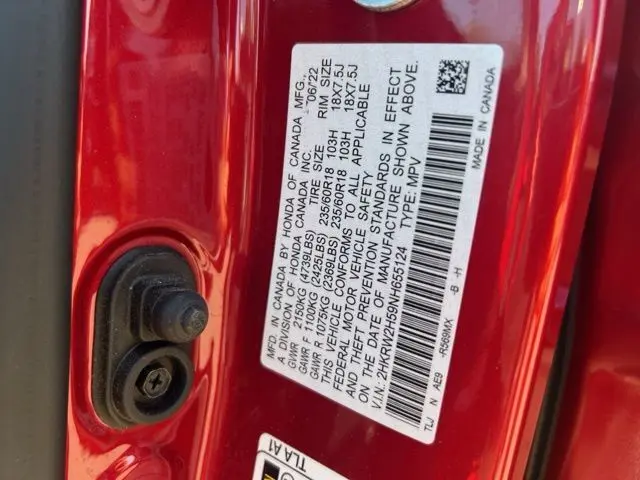 MFD. IN CANADA BY HONDA OF CANADA MFG.,
A DIVISION OF HONDA CANADA INC. 06/'22
GVWR 2150KG (4739LBS) TIRE SIZE RIM SIZE
GAWR F 1100KG (2425LBS) 235/60R18 103H 18X7.5J
GAWR R 1075KG (2369LBS) 235/60R18 103H 18X7.5J
THIS VEHICLE CONFORMS TO ALL APPLICABLE
FEDERAL MOTOR VEHICLE SAFETY
AND THEFT PREVENTION STANDARDS IN EFFECT
ON THE DATE OF MANUFACTURE SHOWN ABOVE.
V.I.N.: 2HKRW2H59NH655124 TYPE: MPV
TLJ N AE9 -R569MX -B -H MADE IN CANADA
TLA A1